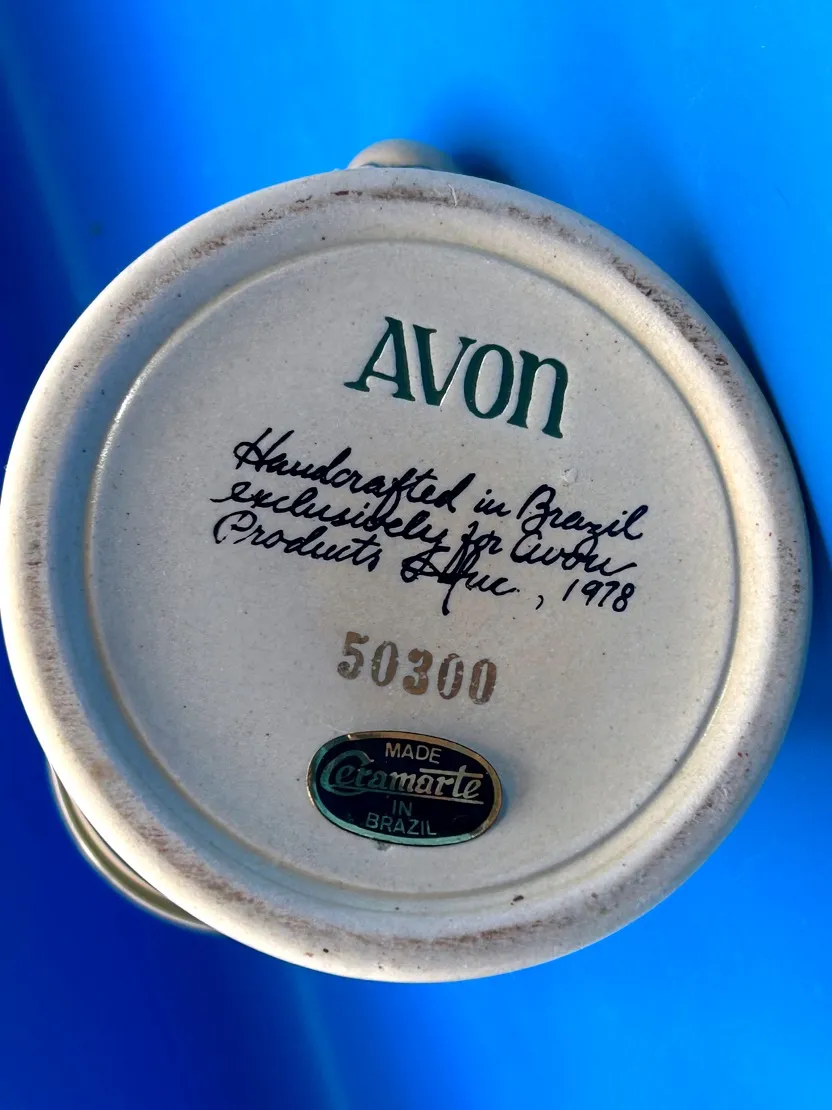 AVON
Handcrafted in Brazil
exclusively for Avon
Products Inc., 1978
50300
MADE
Ceramarte
IN
BRAZIL